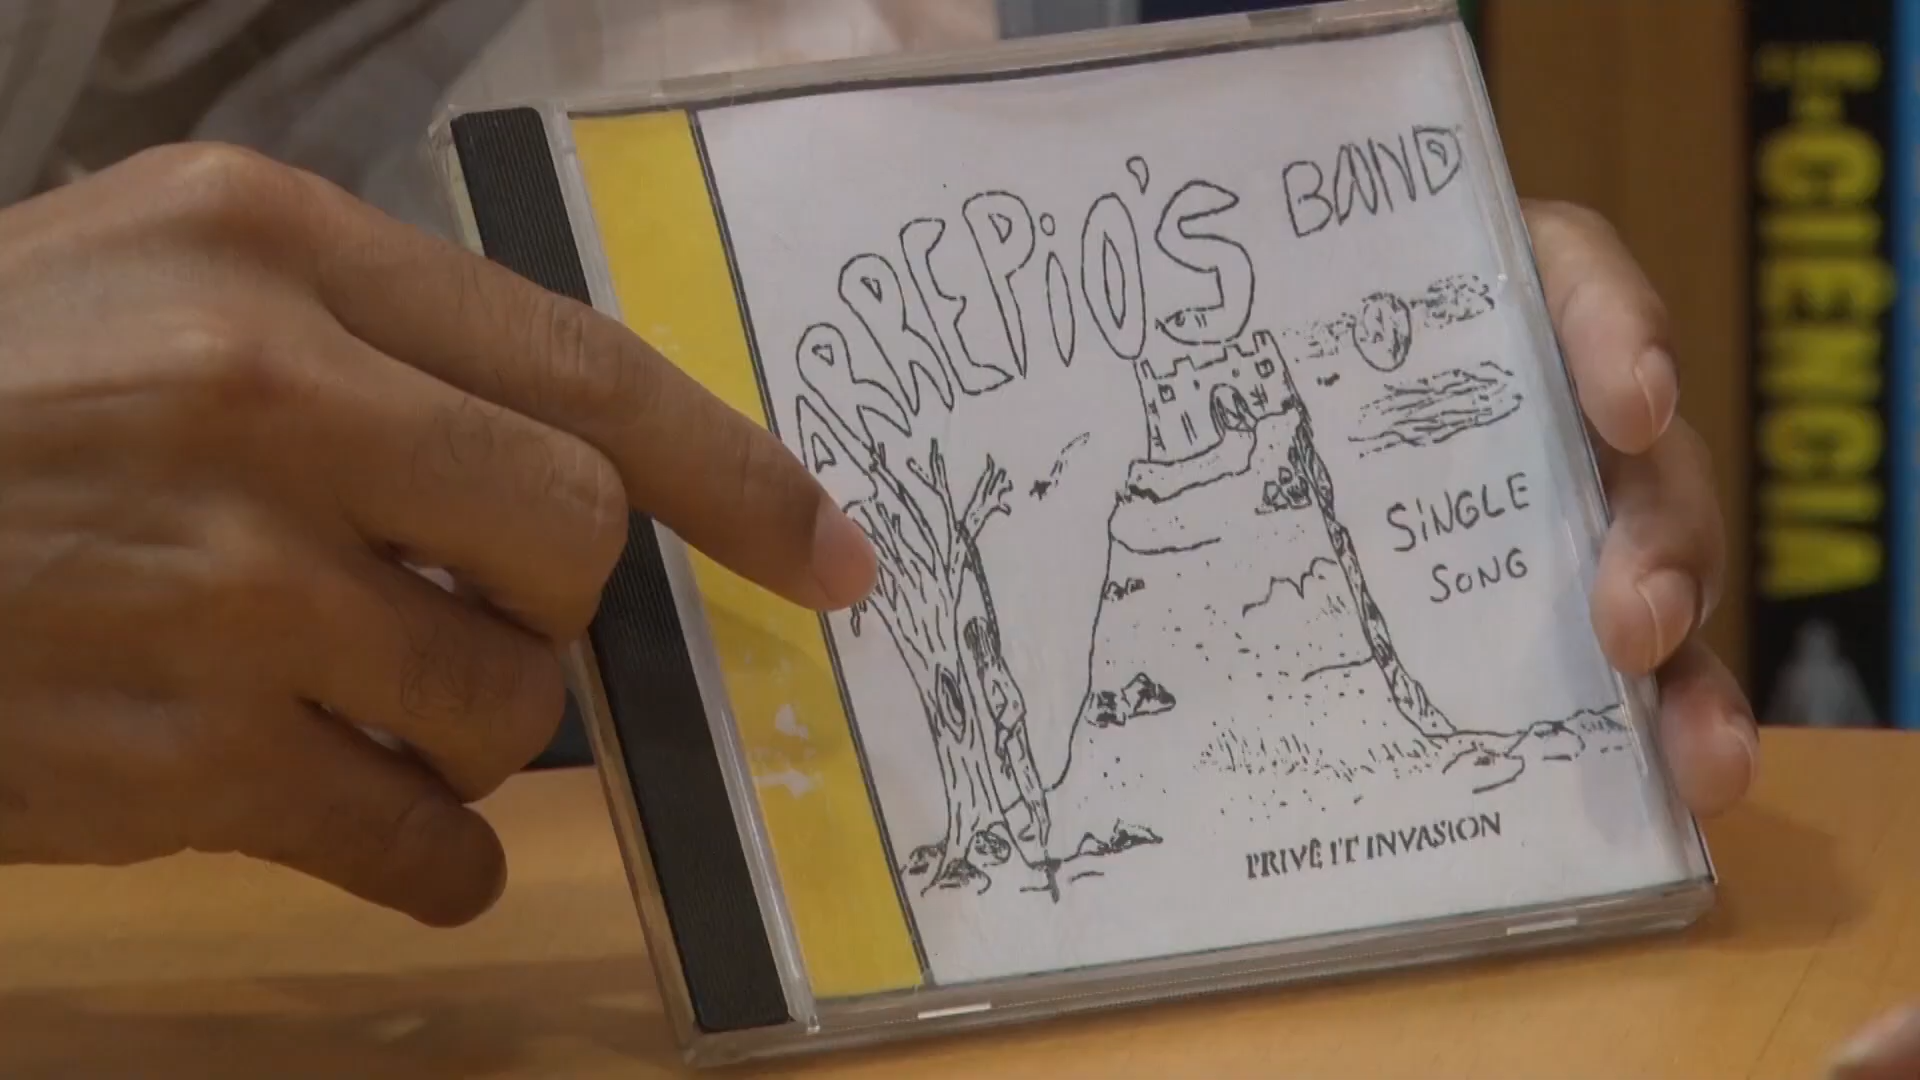 ARREPiO'S BAND
SiNGLE
SONG
PRIVÊ IT INVASION
CIÊNCIA